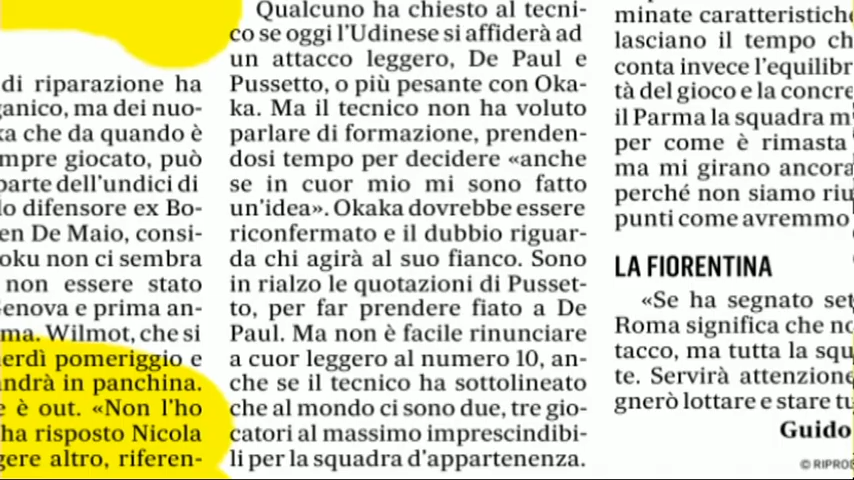 di riparazione ha
ganico, ma dei nuo-
ka che da quando è
mpre giocato, può
parte dell'undici di
lo difensore ex Bo-
en De Maio, consi-
oku non ci sembra
non essere stato
Genova e prima an-
ma. Wilmot, che si
erdì pomeriggio e
andrà in panchina.
e è out. «Non l'ho
ha risposto Nicola
gere altro, riferen-
Qualcuno ha chiesto al tecni-
co se oggi l'Udinese si affiderà ad
un attacco leggero, De Paul e
Pussetto, o più pesante con Oka-
ka. Ma il tecnico non ha voluto
parlare di formazione, prenden-
dosi tempo per decidere «anche
se in cuor mio mi sono fatto
un'idea». Okaka dovrebbe essere
riconfermato e il dubbio riguar-
da chi agirà al suo fianco. Sono
in rialzo le quotazioni di Pusset-
to, per far prendere fiato a De
Paul. Ma non è facile rinunciare
a cuor leggero al numero 10, an-
che se il tecnico ha sottolineato
che al mondo ci sono due, tre gio-
catori al massimo imprescindibi-
li per la squadra d'appartenenza.
minate caratteristiche
lasciano il tempo ch
conta invece l'equilibr
tà del gioco e la concre
il Parma la squadra m
per come è rimasta
ma mi girano ancora
perché non siamo riu
punti come avremmo
LA FIORENTINA
«Se ha segnato set
Roma significa che no
tacco, ma tutta la squ
te. Servirà attenzione
gnerò lottare e stare tu
Guido
© RIPROD